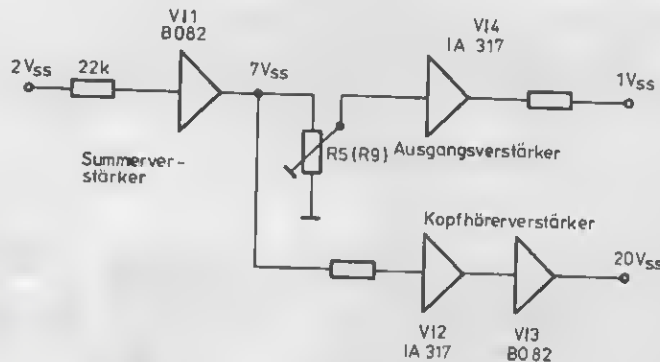 VI1
B082
2Vss
22k
7Vss
VI4
IA 317
1Vss
Summerver-
stärker
R5(R9)
Ausgangsverstärker
Kopfhörerverstärker
20Vss
VI2
IA 317
VI3
B082